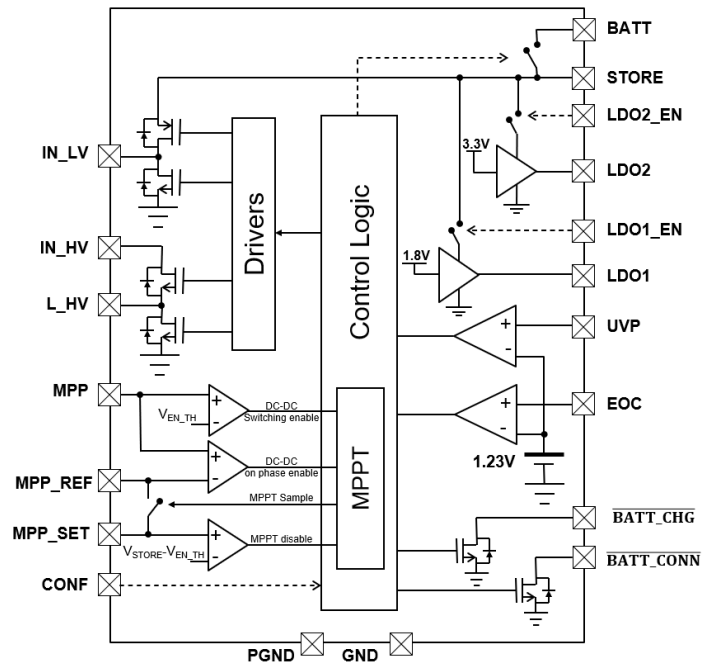 BATT
STORE
LDO2_EN
3.3V
IN_LV
LDO2
LDO1_EN
IN_HV
Drivers
Control Logic
1.8V
LDO1
L_HV
+
UVP
-
MPP
+
DC-DC
Switching enable
VEN_TH
-
+
EOC
-
MPPT
+
DC-DC
on phase enable
1.23V
MPP_REF
-
MPPT Sample
BATT_CHG
MPP_SET
+
MPPT disable
VSTORE-VEN_TH
-
BATT_CONN
CONF
PGND
GND